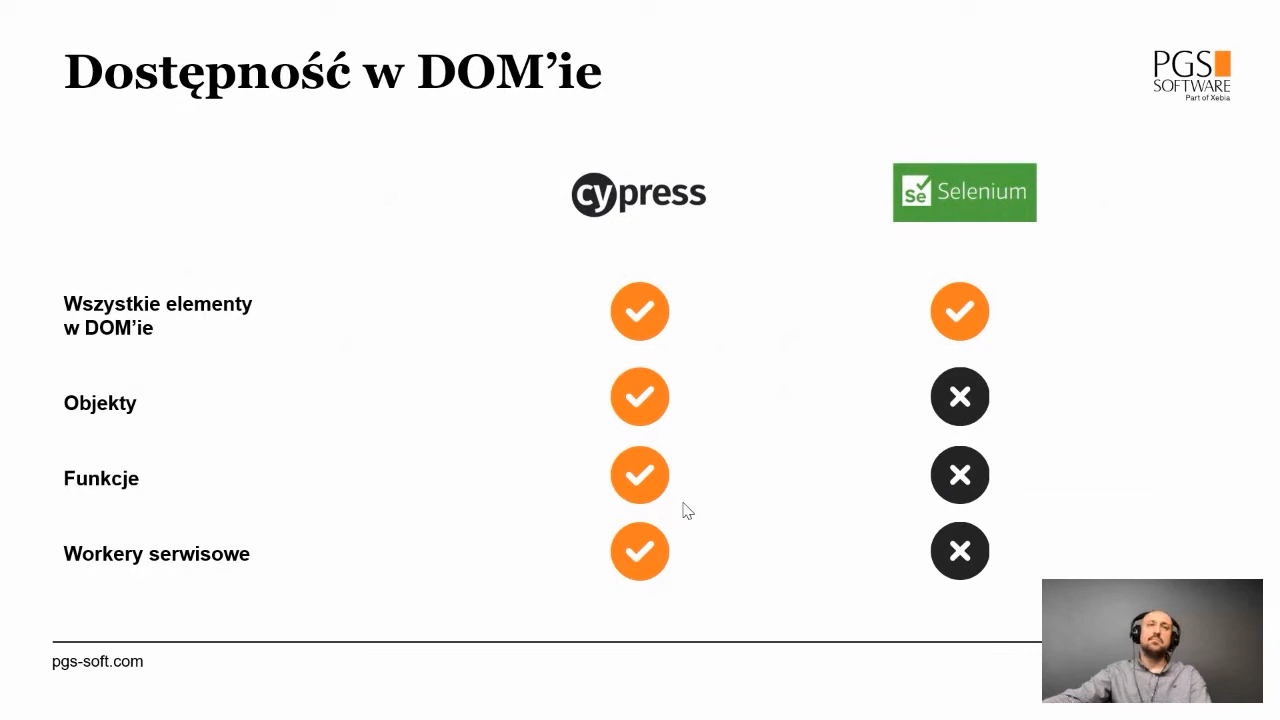 Dostępność w DOM’ie
PGS
SOFTWARE
Part of Xebia
cypress
Se Selenium
Wszystkie elementy
w DOM’ie
Objekty
Funkcje
Workery serwisowe
pgs-soft.com